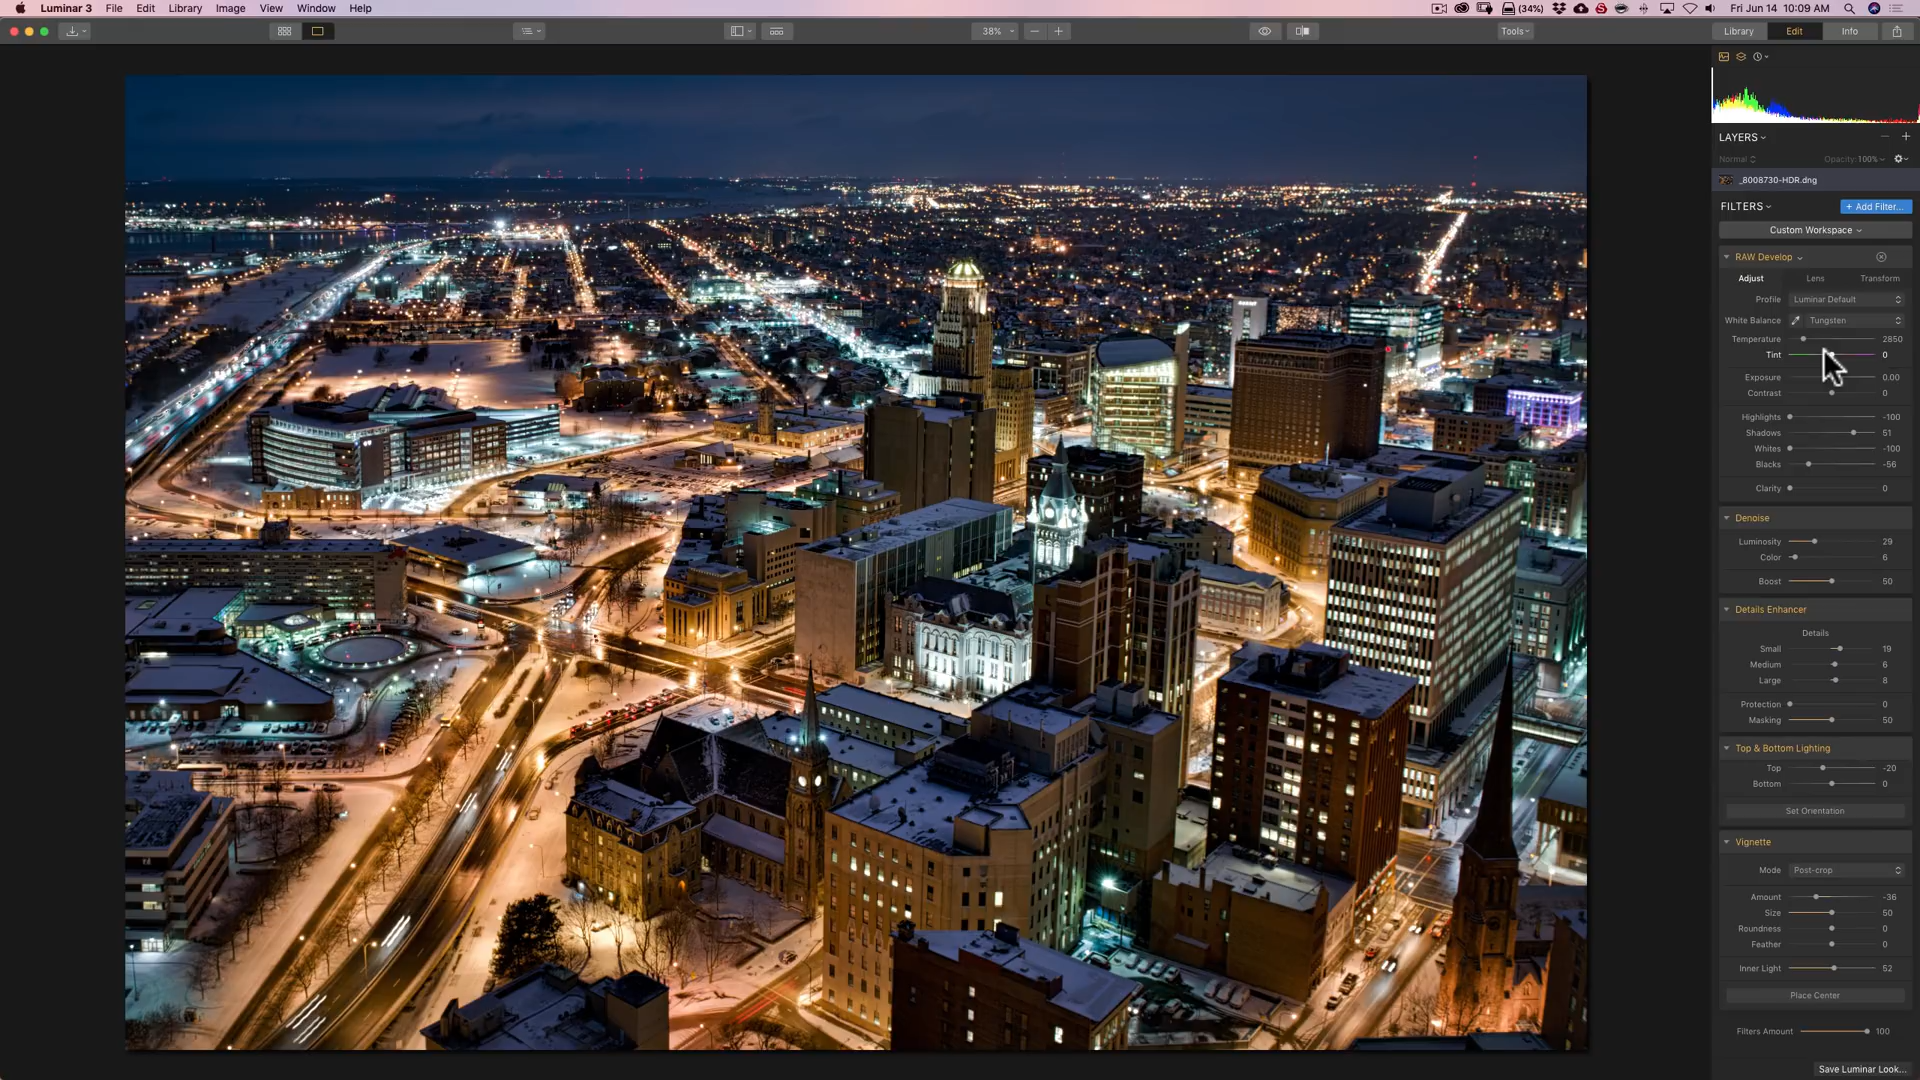 Luminar 3 File Edit Library Image View Window Help (34%) Fri Jun 14 10:09 AM
38% Tools Library Edit Info
LAYERS
Normal Opacity: 100%
_8008730-HDR.dng
FILTERS + Add Filter...
Custom Workspace
RAW Develop
Adjust Lens Transform
Profile Luminar Default
White Balance Tungsten
Temperature 2850
Tint 0
Exposure 0.00
Contrast 0
Highlights -100
Shadows 51
Whites -100
Blacks -56
Clarity 0
Denoise
Luminosity 29
Color 6
Boost 50
Details Enhancer
Details
Small 19
Medium 6
Large 8
Protection 0
Masking 50
Top & Bottom Lighting
Top -20
Bottom 0
Set Orientation
Vignette
Mode Post-crop
Amount -36
Size 50
Roundness 0
Feather 0
Inner Light 52
Place Center
Filters Amount 100
Save Luminar Look...